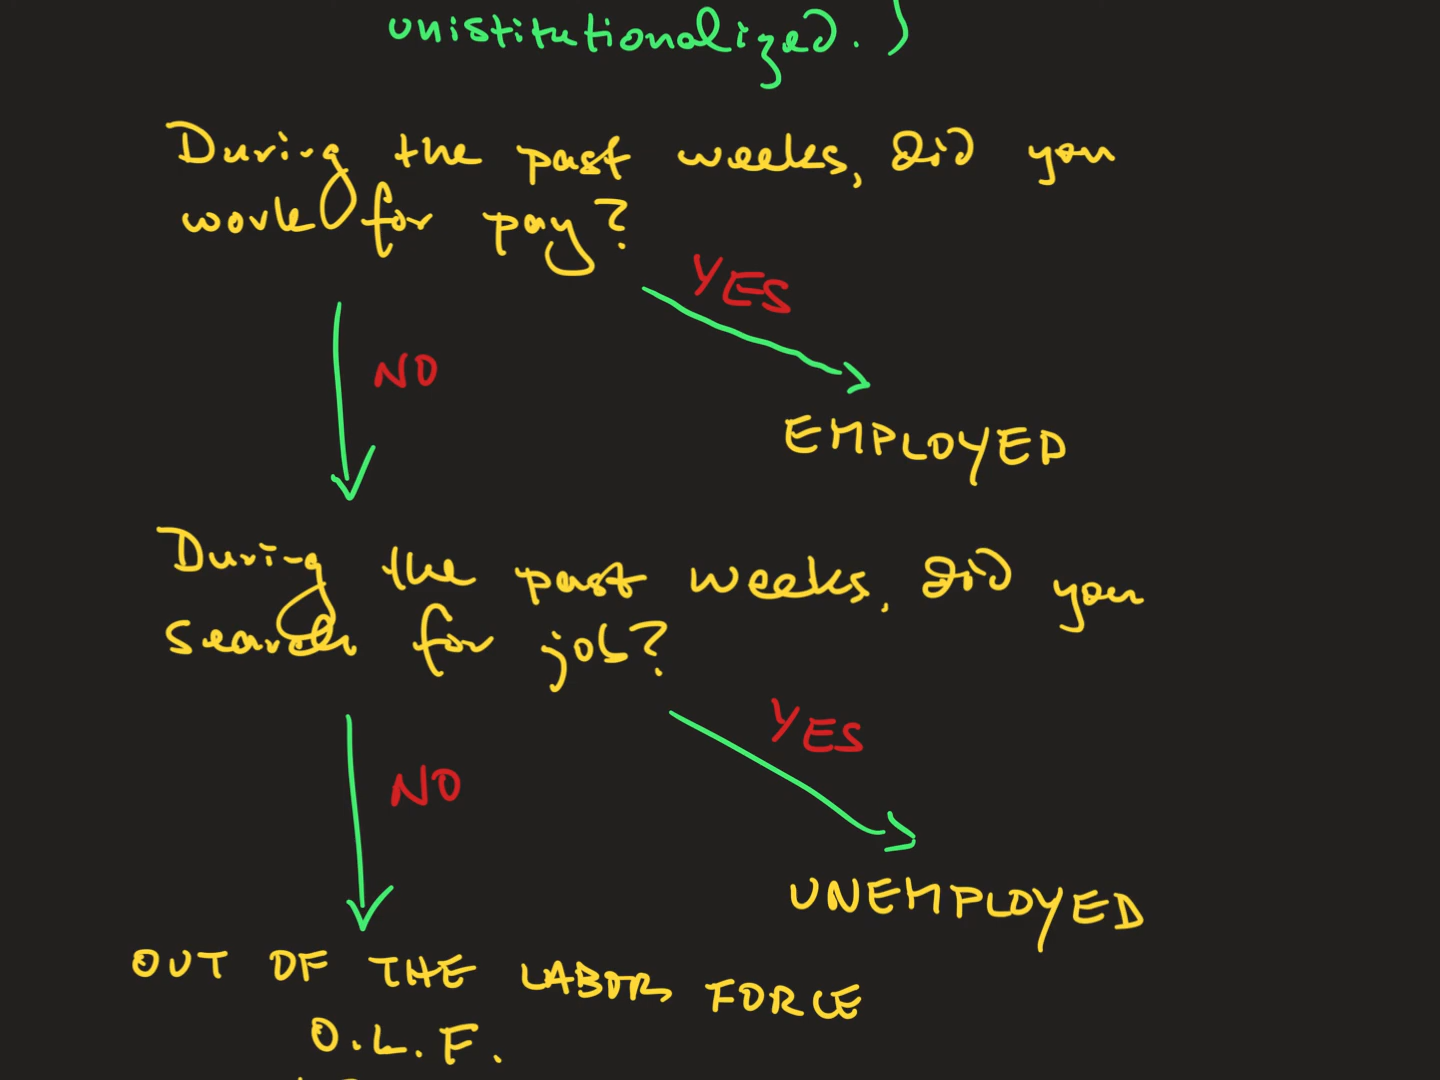 unistitutionalized.)
During the past weeks, did you
work for pay?
YES
NO
EMPLOYED
During the past weeks, did you
search for job?
YES
NO
UNEMPLOYED
OUT OF THE LABOR FORCE
O.L.F.